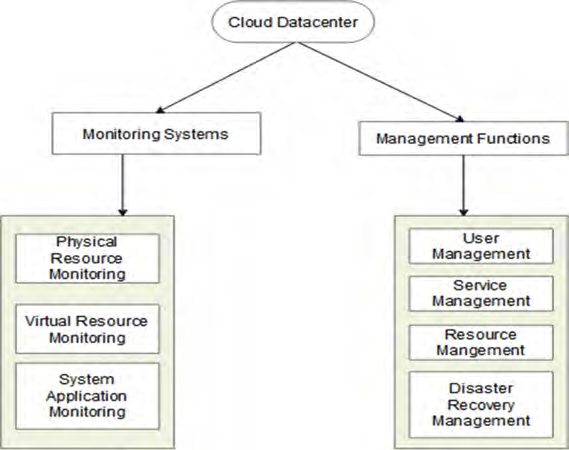 Cloud Datacenter
Monitoring Systems
Management Functions
Physical
Resource
Monitoring
Virtual Resource
Monitoring
System
Application
Monitoring
User
Management
Service
Management
Resource
Mangement
Disaster
Recovery
Management